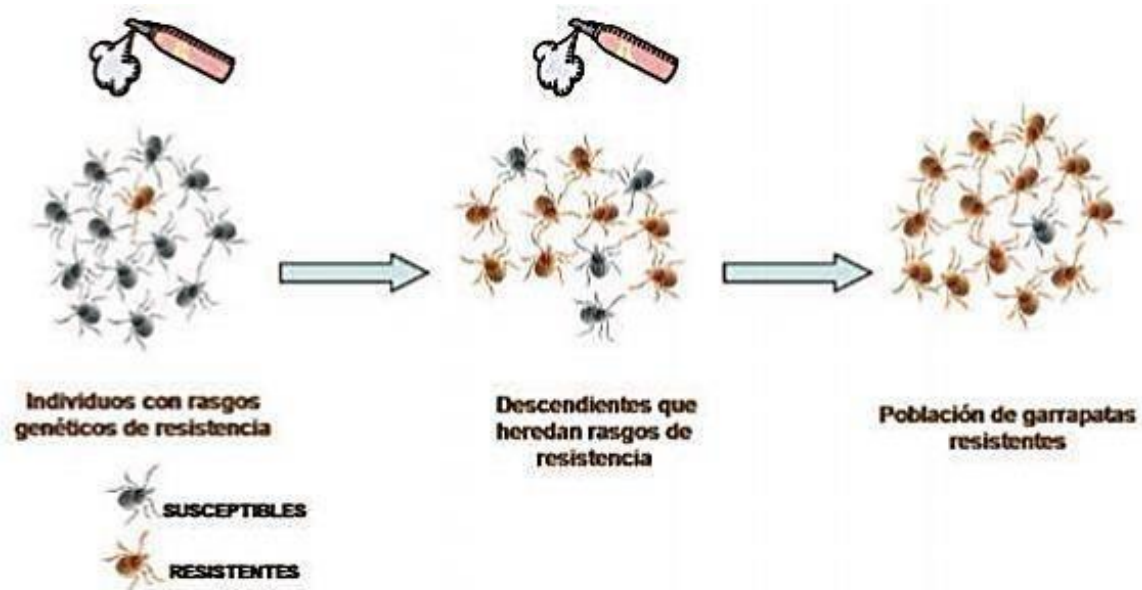 Individuos con rasgos
genéticos de resistencia
Descendientes que
heredan rasgos de
resistencia
Población de garrapatas
resistentes
SUSCEPTIBLES
RESISTENTES